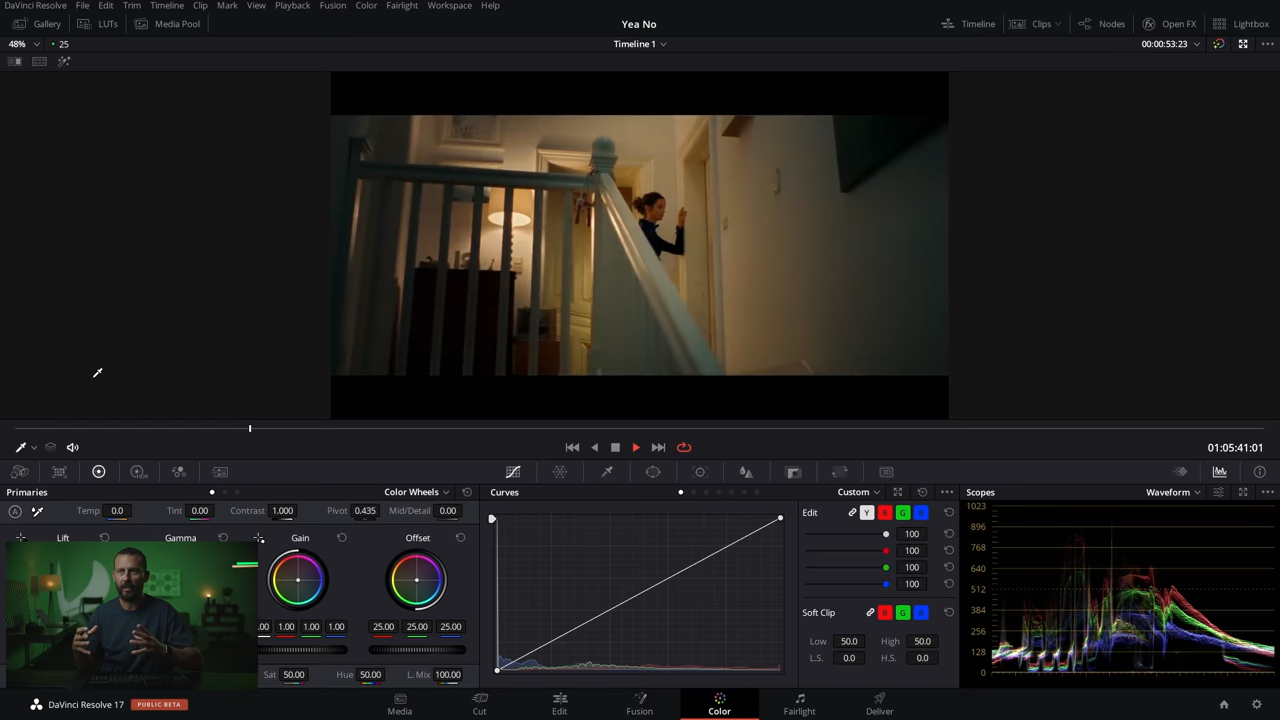 DaVinci Resolve File Edit Trim Timeline Clip Mark View Playback Fusion Color Fairlight Workspace Help
Gallery LUTs Media Pool Yea No Timeline Clips Nodes Open FX Lightbox
48% 25 Timeline 1 00:00:53:23
01:05:41:01
Primaries Color Wheels Curves Custom Scopes Waveform
Temp 0.0 Tint 0.00 Contrast 1.000 Pivot 0.435 Mid/Detail 0.00
Lift Gamma Gain Offset
Edit Y R G B
100
100
100
100
.00 1.00 1.00 1.00 25.00 25.00 25.00
Soft Clip R G B
Low 50.0 High 50.0
L.S. 0.0 H.S. 0.0
Sat 50.00 Hue 50.00 L. Mix 100.00
1023
896
768
640
512
384
256
128
0
DaVinci Resolve 17 PUBLIC BETA Media Cut Edit Fusion Color Fairlight Deliver